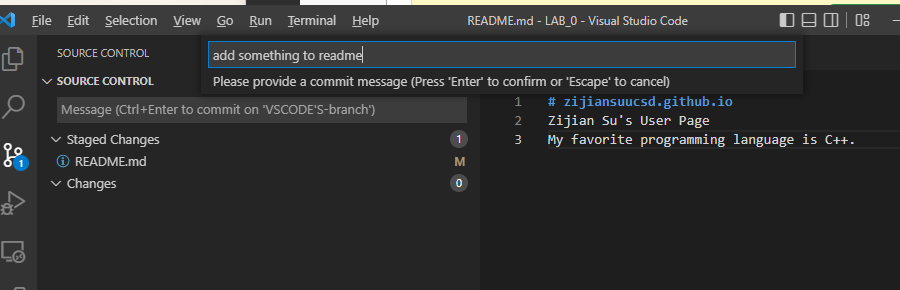 File Edit Selection View Go Run Terminal Help README.md - LAB_0 - Visual Studio Code
SOURCE CONTROL
add something to readme
Please provide a commit message (Press 'Enter' to confirm or 'Escape' to cancel)
SOURCE CONTROL
Message (Ctrl+Enter to commit on 'VSCODE'S-branch')
Staged Changes 1
README.md M
Changes 0
1
1 # zijiansuucsd.github.io
2 Zijian Su's User Page
3 My favorite programming language is C++.